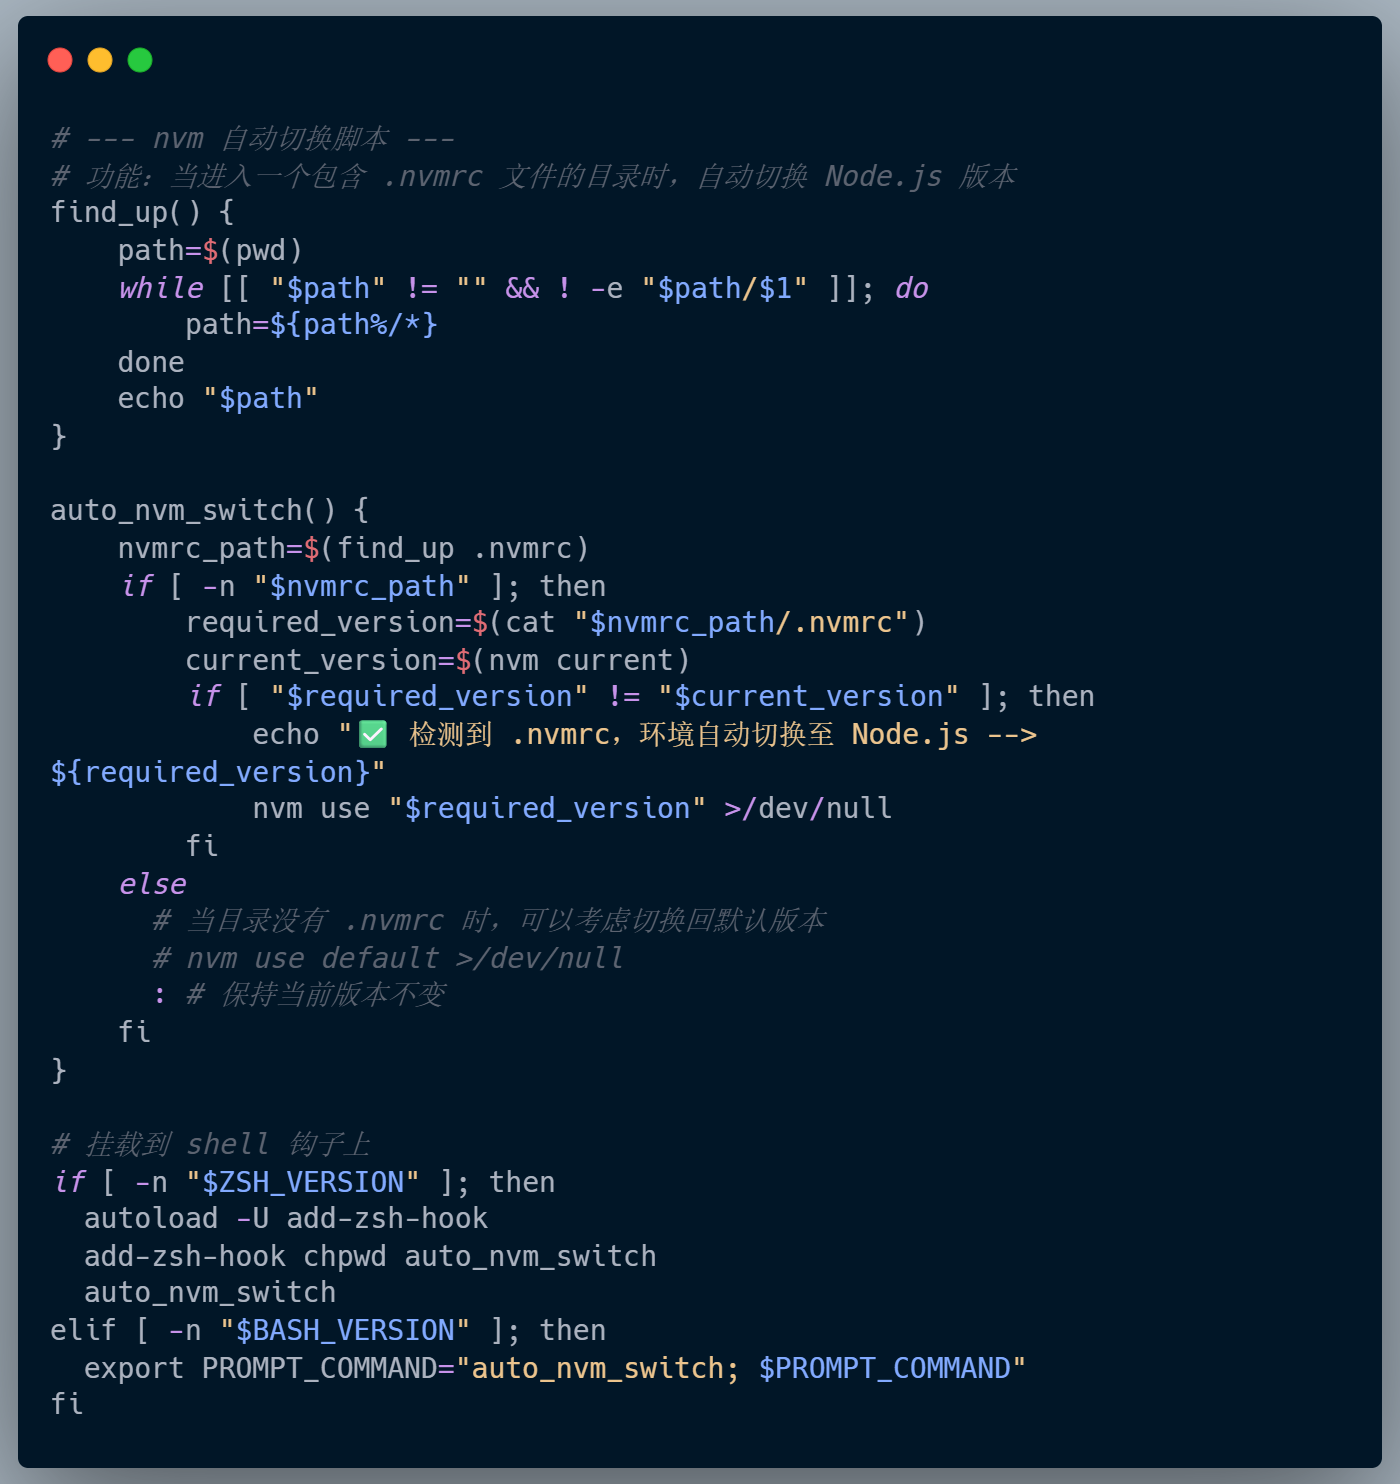 # --- nvm 自动切换脚本 ---
# 功能：当进入一个包含 .nvmrc 文件的目录时，自动切换 Node.js 版本
find_up() {
    path=$(pwd)
    while [[ "$path" != "" && ! -e "$path/$1" ]]; do
        path=${path%/*}
    done
    echo "$path"
}

auto_nvm_switch() {
    nvmrc_path=$(find_up .nvmrc)
    if [ -n "$nvmrc_path" ]; then
        required_version=$(cat "$nvmrc_path/.nvmrc")
        current_version=$(nvm current)
        if [ "$required_version" != "$current_version" ]; then
            echo "✅ 检测到 .nvmrc，环境自动切换至 Node.js -->
${required_version}"
            nvm use "$required_version" >/dev/null
        fi
    else
      # 当目录没有 .nvmrc 时，可以考虑切换回默认版本
      # nvm use default >/dev/null
      : # 保持当前版本不变
    fi
}

# 挂载到 shell 钩子上
if [ -n "$ZSH_VERSION" ]; then
  autoload -U add-zsh-hook
  add-zsh-hook chpwd auto_nvm_switch
  auto_nvm_switch
elif [ -n "$BASH_VERSION" ]; then
  export PROMPT_COMMAND="auto_nvm_switch; $PROMPT_COMMAND"
fi